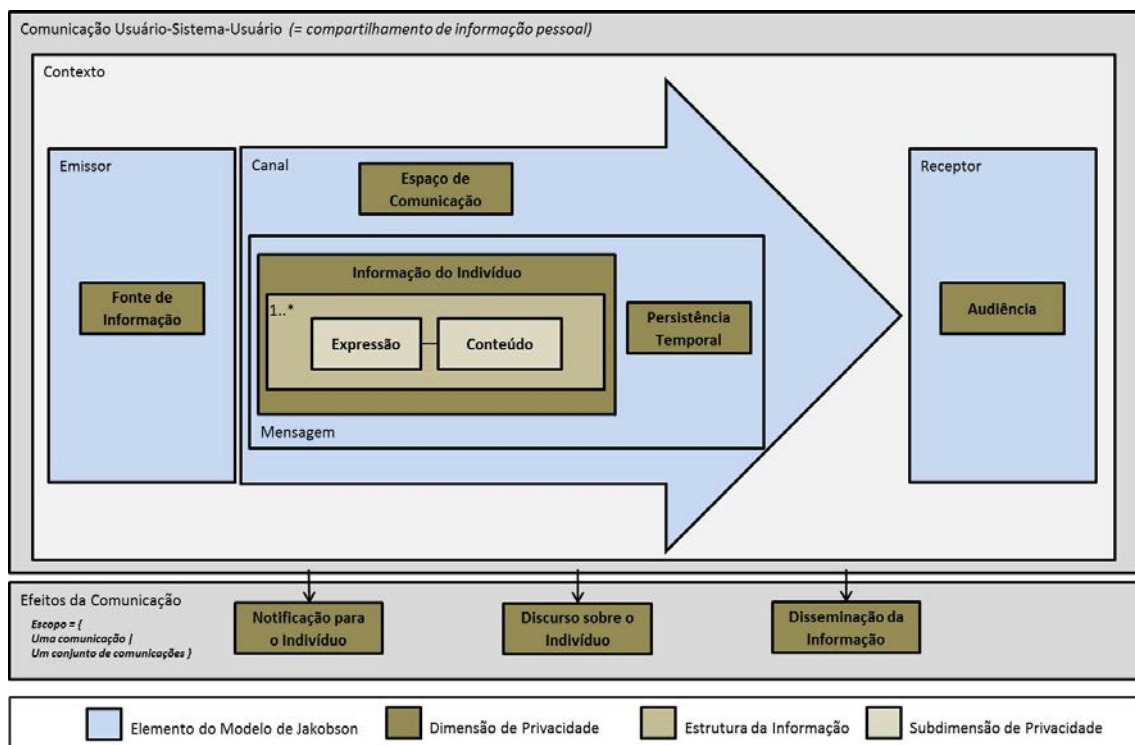 Comunicação Usuário-Sistema-Usuário (= compartilhamento de informação pessoal)
Contexto
Emissor
Fonte de
Informação
Canal
Espaço de
Comunicação
Informação do Indivíduo
1..*
Expressão
Conteúdo
Persistência
Temporal
Mensagem
Receptor
Audiência
Efeitos da Comunicação
Escopo = {
Uma comunicação |
Um conjunto de comunicações }
Notificação para
o Indivíduo
Discurso sobre o
Indivíduo
Disseminação da
Informação
Elemento do Modelo de Jakobson
Dimensão de Privacidade
Estrutura da Informação
Subdimensão de Privacidade